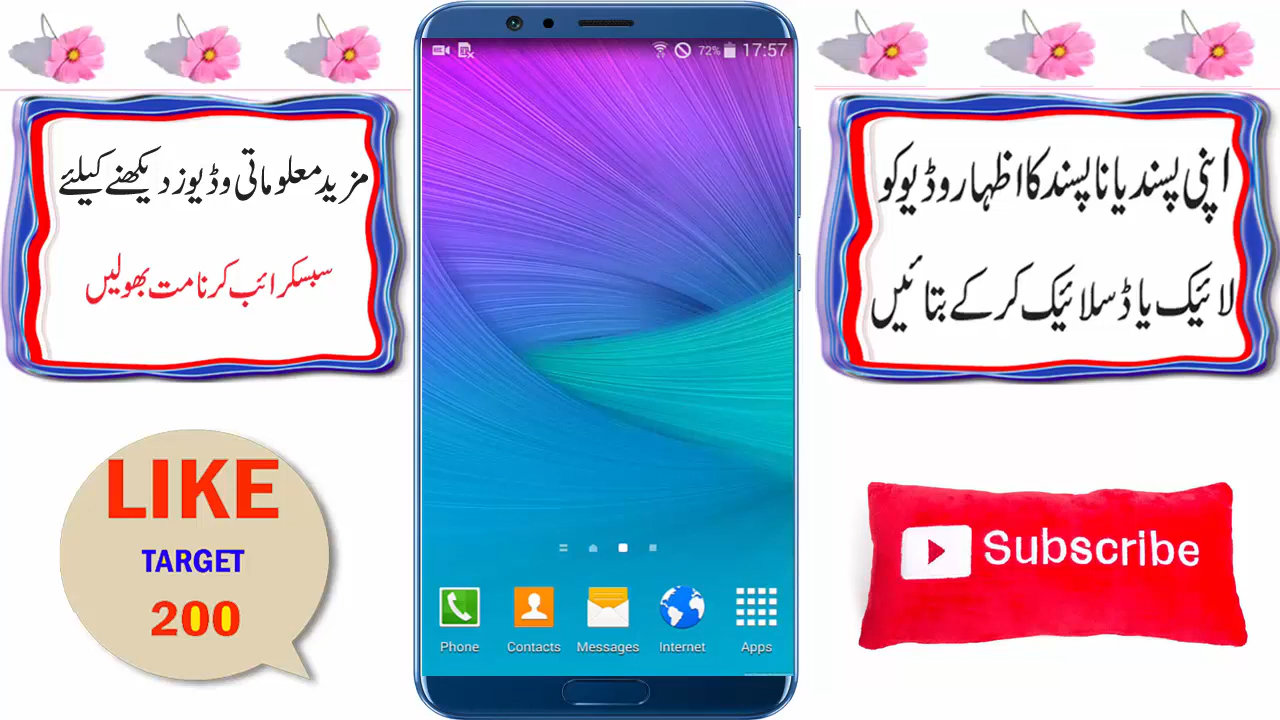 72% 17:57
مزید معلوماتی وڈیوز دیکھنے کیلئے
سبسکرائب کرنا مت بھولیں
اپنی پسند یا ناپسند کا اظہار وڈیو کو
لائیک یا ڈسلائیک کر کے بتائیں
LIKE
TARGET
200
Subscribe
Phone Contacts Messages Internet Apps